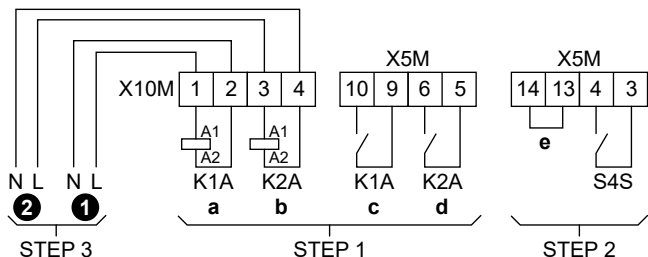 X5M X5M
X10M 1 2 3 4 10 9 6 5 14 13 4 3
A1 A1
A2 A2
e
N L N L K1A K2A K1A K2A S4S
2 1 a b c d
STEP 3 STEP 1 STEP 2